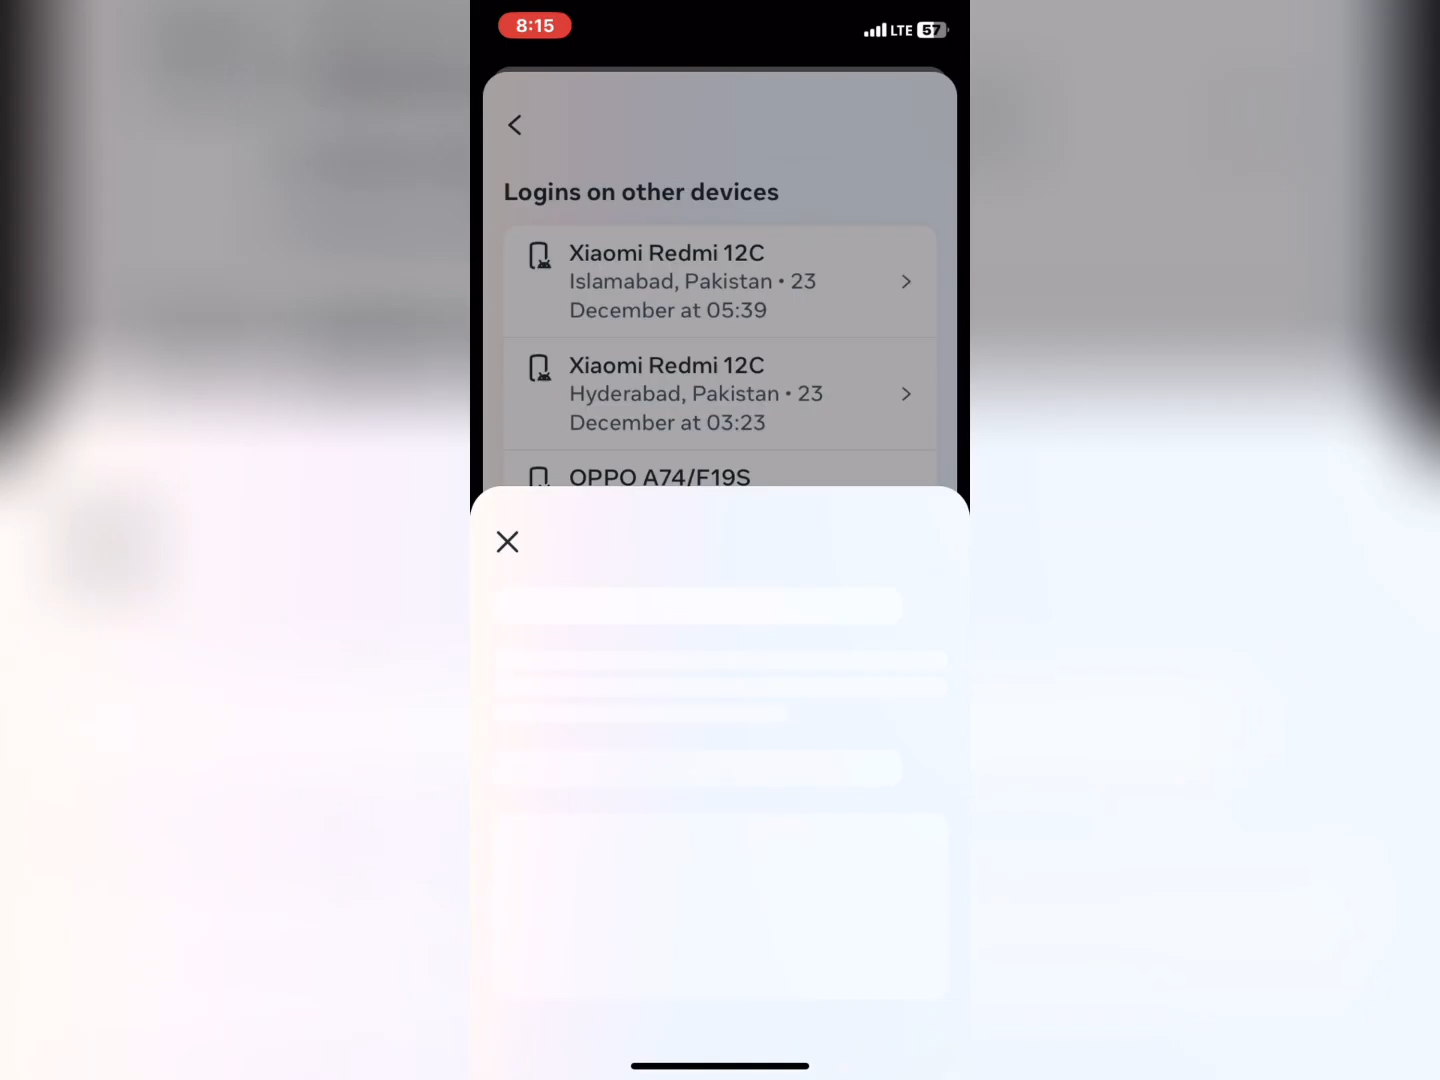 8:15
LTE 57
Logins on other devices
Xiaomi Redmi 12C
Islamabad, Pakistan • 23
December at 05:39
Xiaomi Redmi 12C
Hyderabad, Pakistan • 23
December at 03:23
OPPO A74/F19S